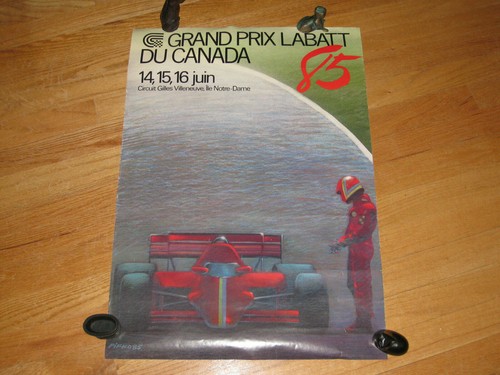 GRAND PRIX LABATT
DU CANADA
85
14, 15, 16 juin
Circuit Gilles Villeneuve, Île Notre-Dame